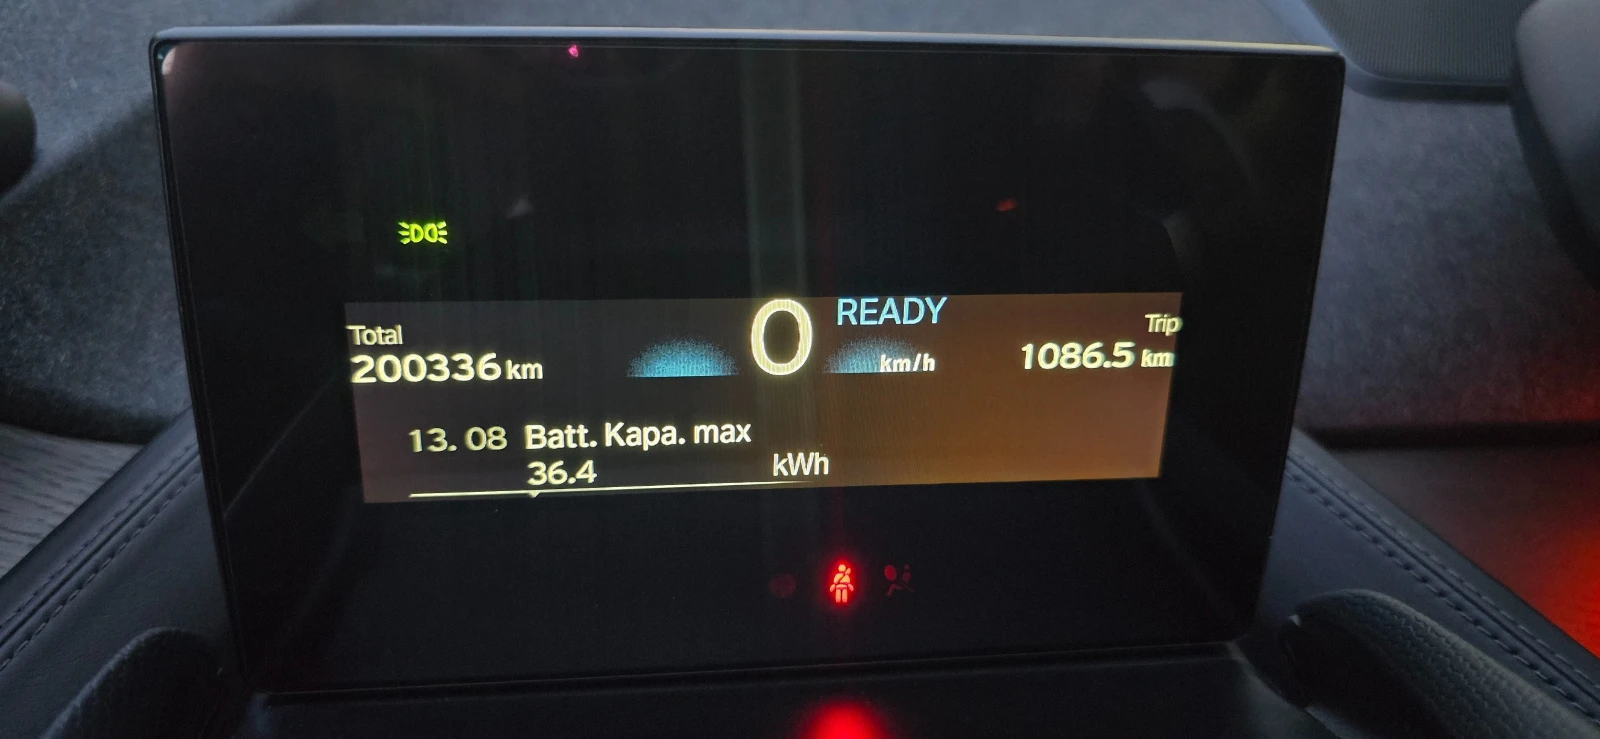 0 READY
Total
Trip
200336 km
km/h
1086.5 km
13. 08 Batt. Kapa. max
36.4 kWh